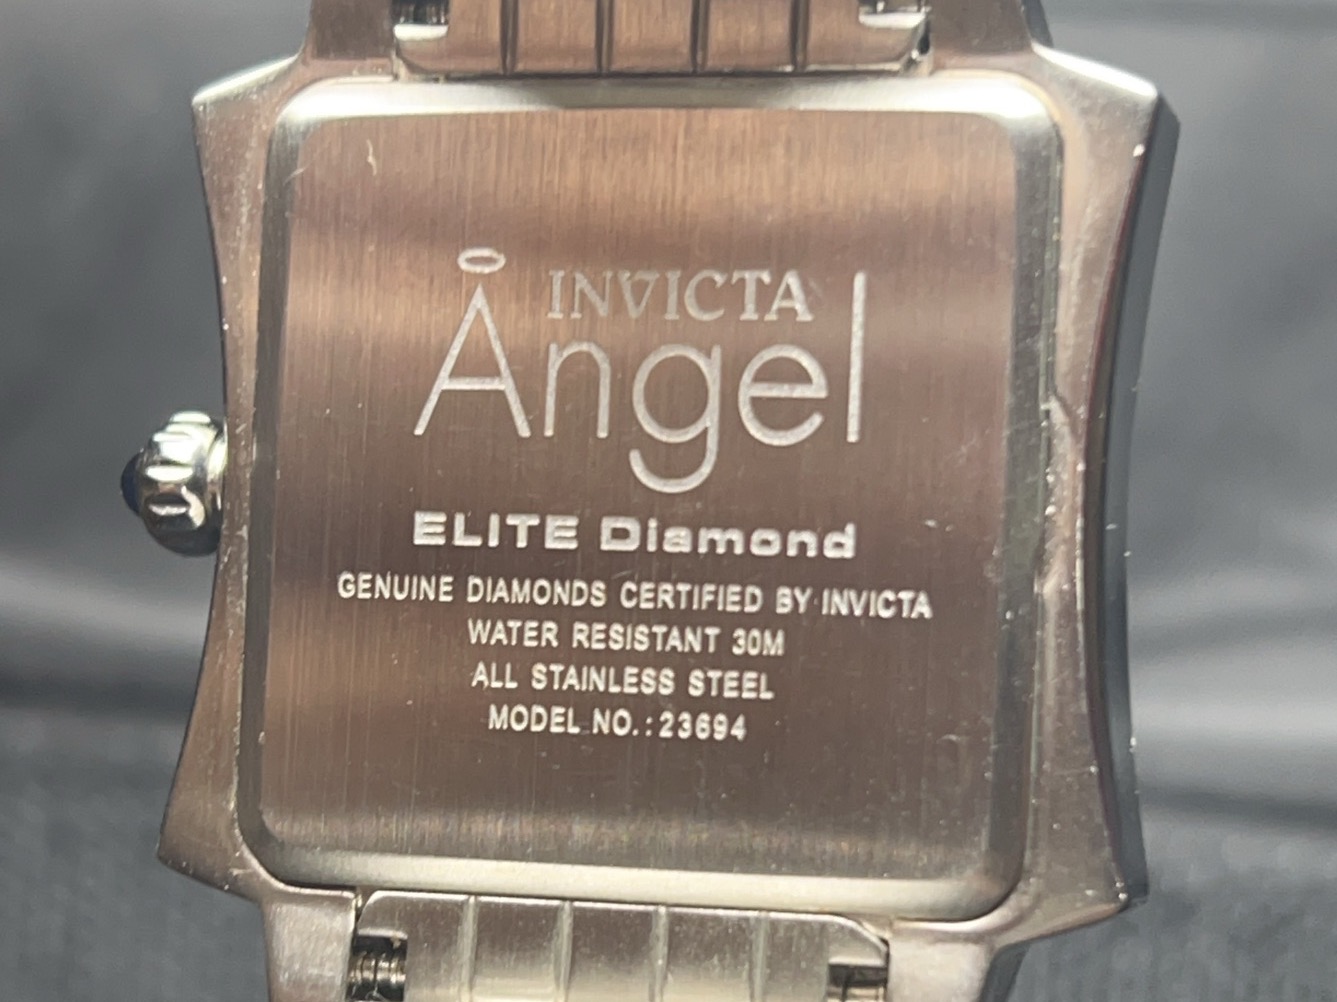 INVICTA
Angel
ELITE Diamond
GENUINE DIAMONDS CERTIFIED BY INVICTA
WATER RESISTANT 30M
ALL STAINLESS STEEL
MODEL NO.:23694